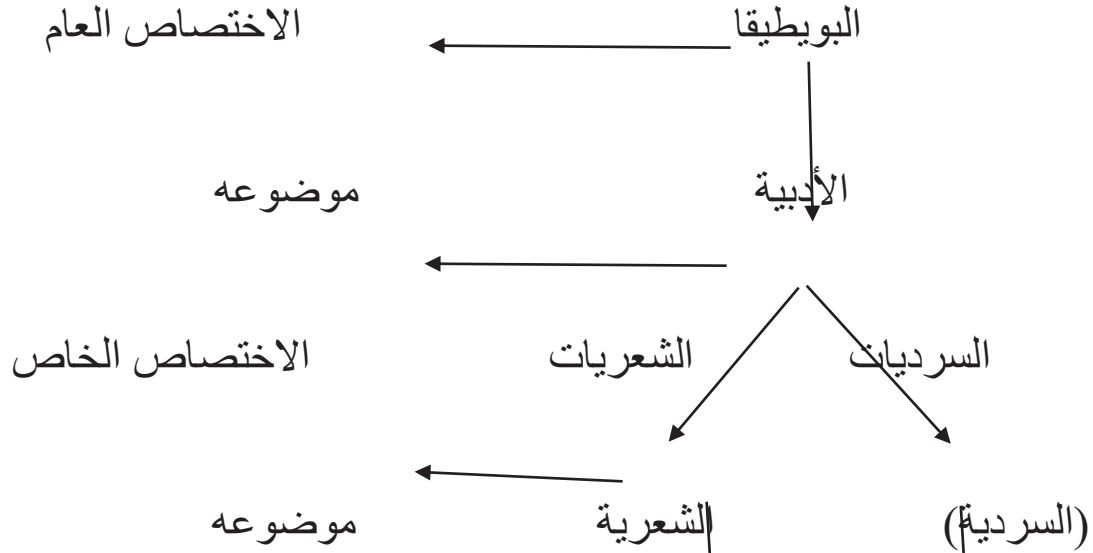 البويطيقا الاختصاص العام
الأدبية موضوعه
السرديات الشعريات الاختصاص الخاص
(السردية) الشعرية موضوعه